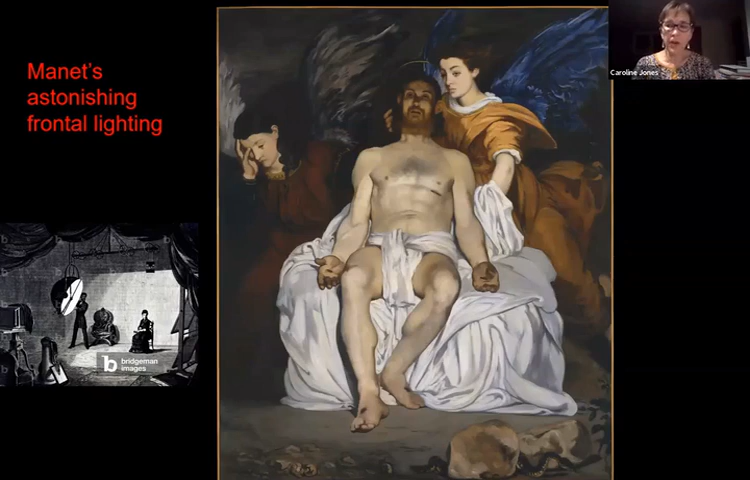 Manet's
astonishing
frontal lighting
Caroline Jones
b bridgeman
images